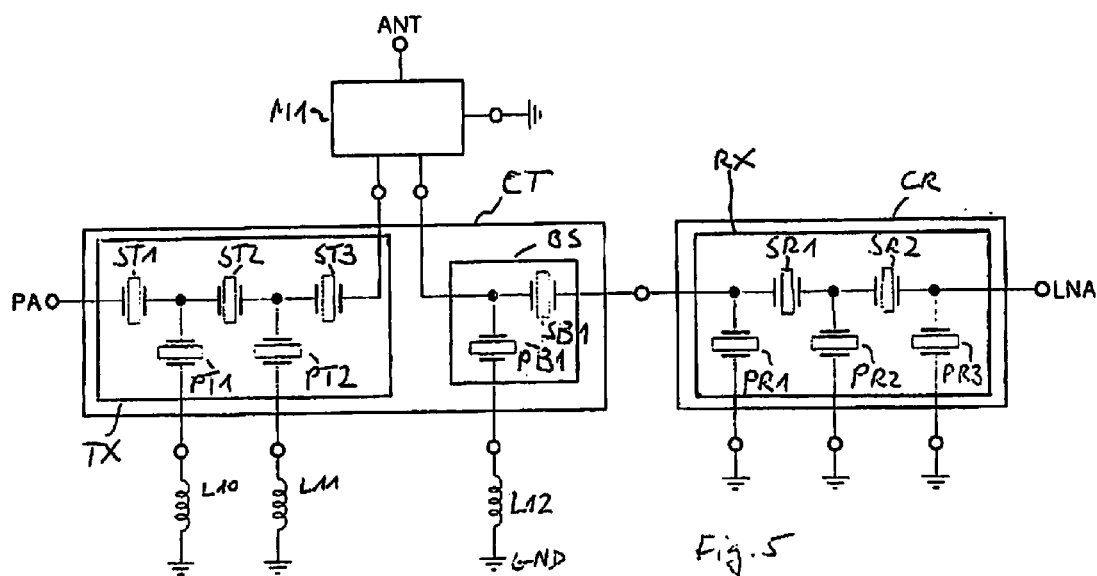 ANT
M1
RX
CT
CR
BS
ST1
ST2
ST3
SR1
SR2
PA
LNA
SB1
PB1
PT1
PT2
PR1
PR2
PR3
TX
L10
L11
L12
GND
Fig. 5